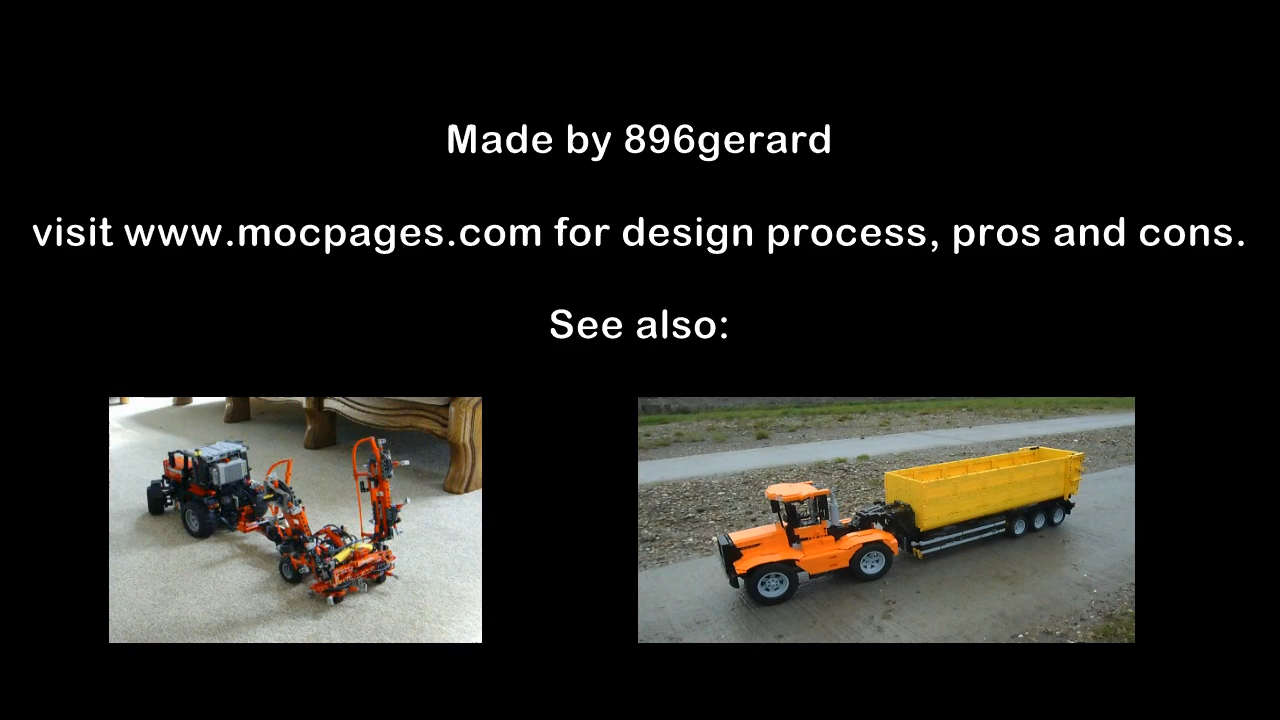 Made by 896gerard
visit www.mocpages.com for design process, pros and cons.
See also: